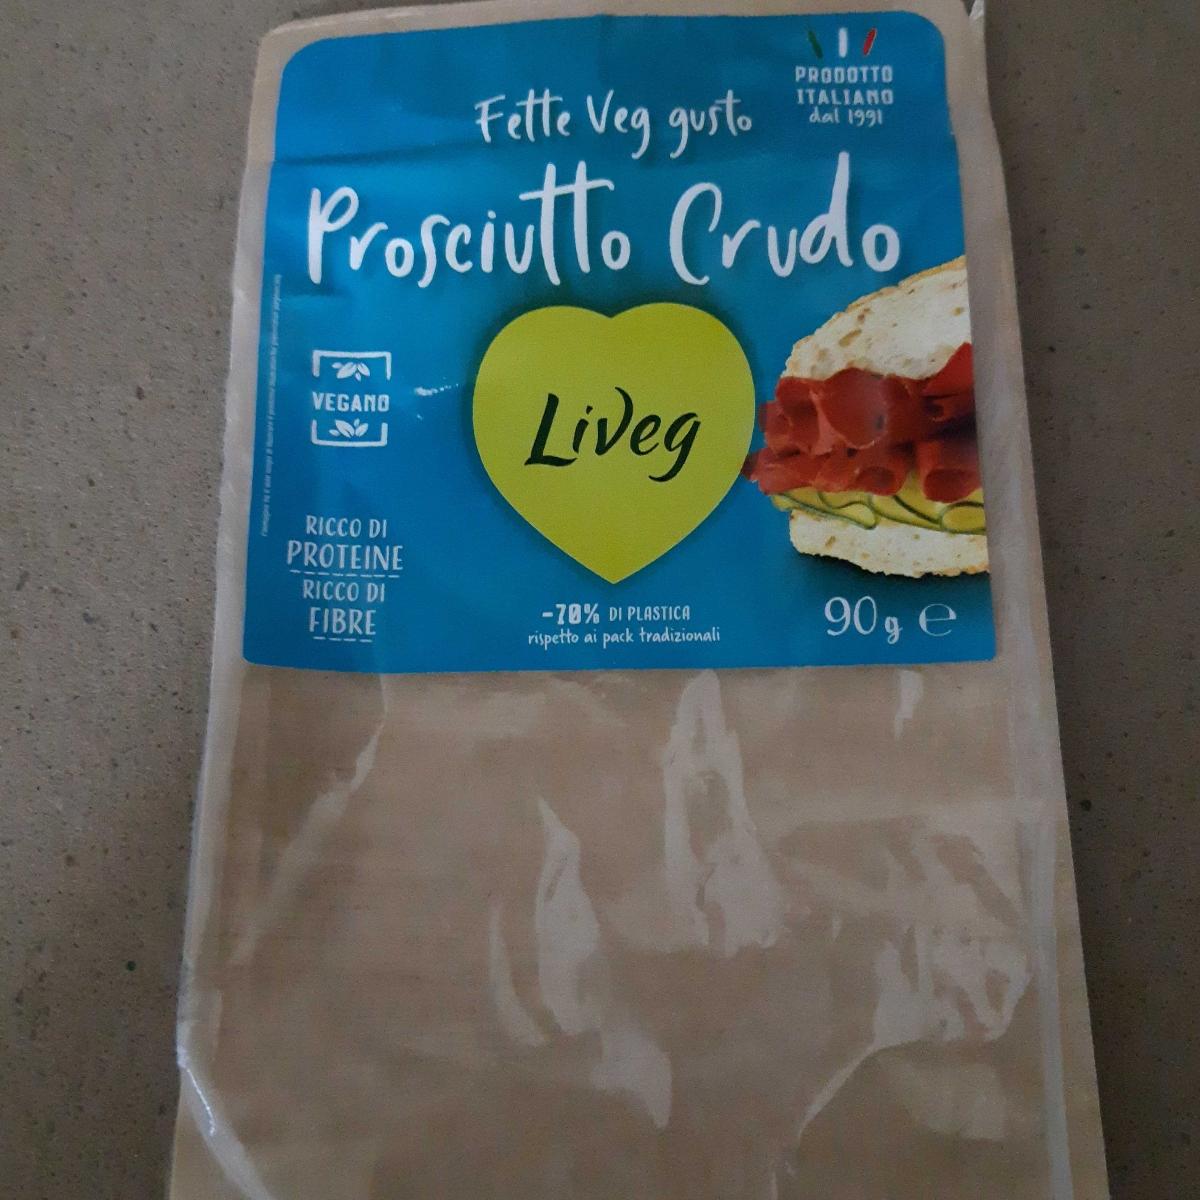 PRODOTTO
ITALIANO
dal 1991
Fette Veg gusto
Prosciutto Crudo
VEGANO
LiVeg
RICCO DI
PROTEINE
RICCO DI
FIBRE
-70% DI PLASTICA
rispetto ai pack tradizionali
90g ℮